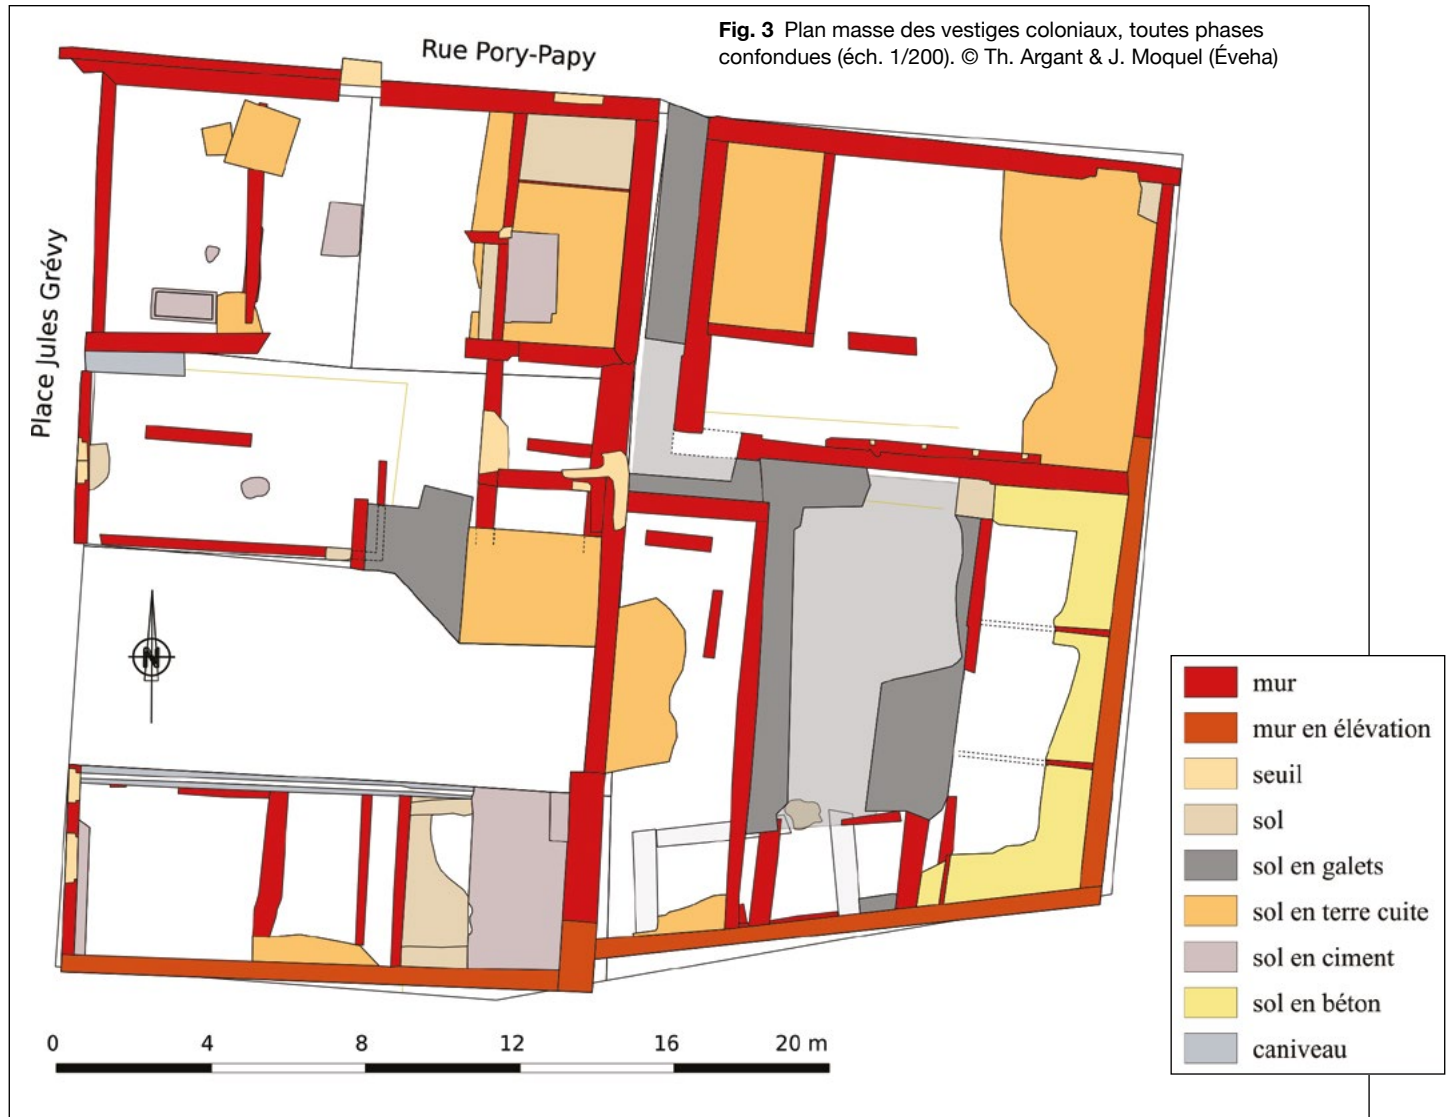 Fig. 3 Plan masse des vestiges coloniaux, toutes phases
confondues (éch. 1/200). © Th. Argant & J. Moquel (Éveha)
Rue Pory-Papy
Place Jules Grévy
N
mur
mur en élévation
seuil
sol
sol en galets
sol en terre cuite
sol en ciment
sol en béton
caniveau
0 4 8 12 16 20 m